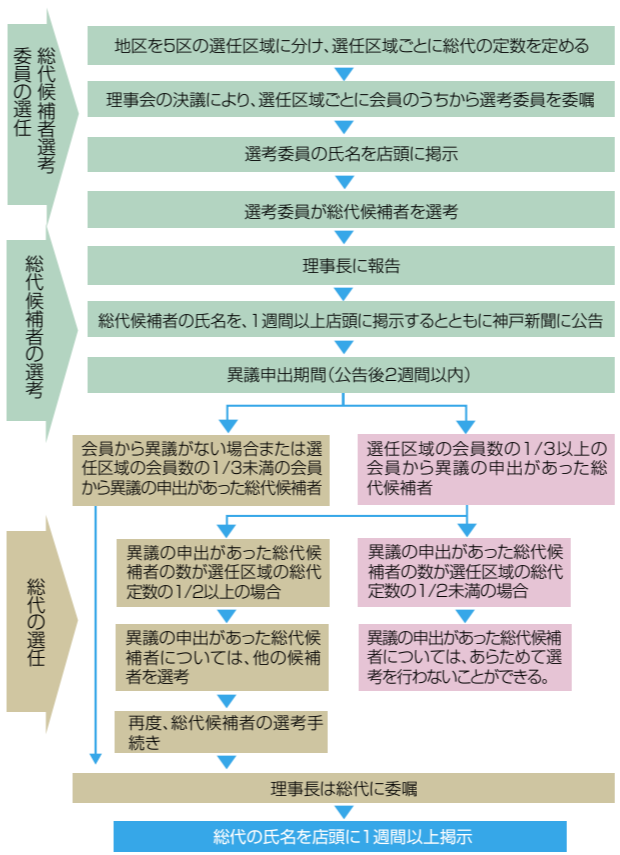 総代候補者選考
委員の選任
地区を5区の選任区域に分け、選任区域ごとに総代の定数を定める
理事会の決議により、選任区域ごとに会員のうちから選考委員を委嘱
選考委員の氏名を店頭に掲示
選考委員が総代候補者を選考
総代候補者の選考
理事長に報告
総代候補者の氏名を、1週間以上店頭に掲示するとともに神戸新聞に公告
異議申出期間(公告後2週間以内)
会員から異議がない場合または選
任区域の会員数の1/3未満の会員
から異議の申出があった総代候補者
選任区域の会員数の1/3以上の
会員から異議の申出があった総
代候補者
総代の選任
異議の申出があった総代候
補者の数が選任区域の総代
定数の1/2以上の場合
異議の申出があった総代候
補者の数が選任区域の総代
定数の1/2未満の場合
異議の申出があった総代候
補者については、他の候補
者を選考
異議の申出があった総代候補
者については、あらためて選
考を行わないことができる。
再度、総代候補者の選考手
続き
理事長は総代に委嘱
総代の氏名を店頭に1週間以上掲示